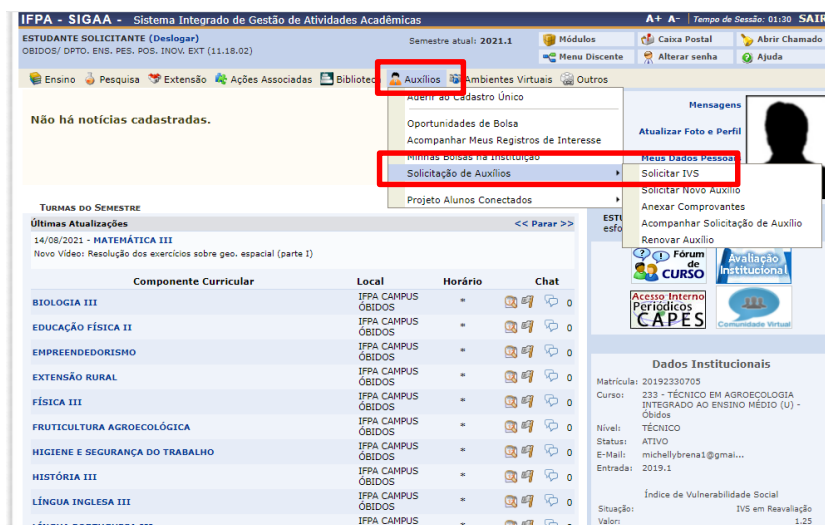 IFPA - SIGAA - Sistema Integrado de Gestão de Atividades Acadêmicas
A+ A- Tempo de Sessão: 01:30 SAIR
ESTUDANTE SOLICITANTE (Deslogar)
OBIDOS/ DPTO. ENS. PES. POS. INOV. EXT (11.18.02)
Semestre atual: 2021.1
Módulos Caixa Postal Abrir Chamado
Menu Discente Alterar senha Ajuda
Ensino Pesquisa Extensão Ações Associadas Biblioteca Auxílios Ambientes Virtuais Outros
Aderir ao Cadastro Único
Oportunidades de Bolsa
Acompanhar Meus Registros de Interesse
Minhas Bolsas na Instituição
Solicitação de Auxílios
Projeto Alunos Conectados
Solicitar IVS
Solicitar Novo Auxílio
Anexar Comprovantes
Acompanhar Solicitação de Auxílio
Renovar Auxílio
Não há notícias cadastradas.
Mensagens
Atualizar Foto e Perfil
Meus Dados Pessoais
TURMAS DO SEMESTRE
Últimas Atualizações << Parar >>
14/08/2021 - MATEMÁTICA III
Novo Vídeo: Resolução dos exercícios sobre geo. espacial (parte I)
Componente Curricular Local Horário Chat
BIOLOGIA III IFPA CAMPUS ÓBIDOS * 0
EDUCAÇÃO FÍSICA II IFPA CAMPUS ÓBIDOS * 0
EMPREENDEDORISMO IFPA CAMPUS ÓBIDOS * 0
EXTENSÃO RURAL IFPA CAMPUS ÓBIDOS * 0
FÍSICA III IFPA CAMPUS ÓBIDOS * 0
FRUTICULTURA AGROECOLÓGICA IFPA CAMPUS ÓBIDOS * 0
HIGIENE E SEGURANÇA DO TRABALHO IFPA CAMPUS ÓBIDOS * 0
HISTÓRIA III IFPA CAMPUS ÓBIDOS * 0
LÍNGUA INGLESA III IFPA CAMPUS ÓBIDOS * 0
IFPA CAMPUS
Fórum de CURSO
Avaliação Institucional
Acesso Interno Periódicos CAPES
Comunidade Virtual
Dados Institucionais
Matrícula: 20192330705
Curso: 233 - TÉCNICO EM AGROECOLOGIA
INTEGRADO AO ENSINO MÉDIO (U) -
Óbidos
Nível: TÉCNICO
Status: ATIVO
E-Mail: michellybrena1@gmai...
Entrada: 2019.1
Índice de Vulnerabilidade Social
Situação: IVS em Reavaliação
Valor: 1.25